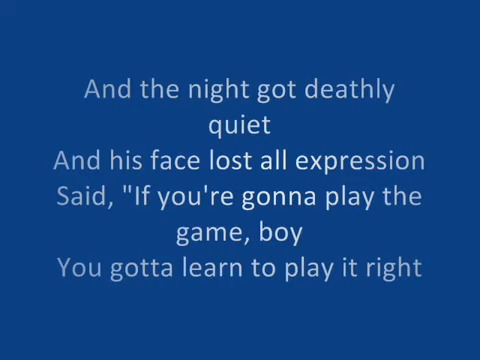 And the night got deathly
quiet
And his face lost all expression
Said, "If you're gonna play the
game, boy
You gotta learn to play it right